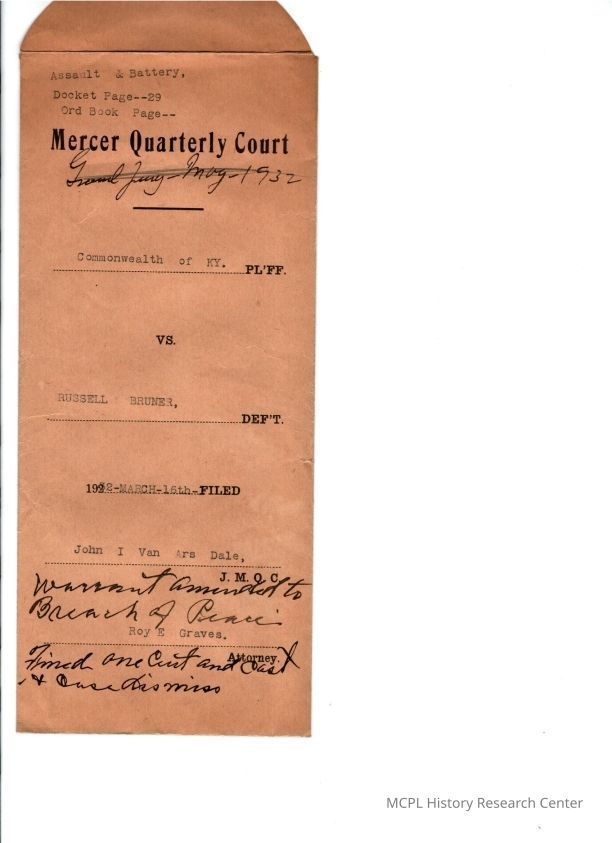 Assault & Battery,
Docket Page--29
Ord Book Page--
Mercer Quarterly Court
Grand Jury-May-1932
Commonwealth of KY.
PL'FF.
VS.
RUSSELL BRUNER,
DEF'T.
1932-MARCH-16th-FILED
John I Van Ars Dale,
J. M. Q. C.
Warrant amended to
Breach of Peace
Roy E Graves.
Attorney.
Fined one Cent and Cost
& Case Dismiss
MCPL History Research Center